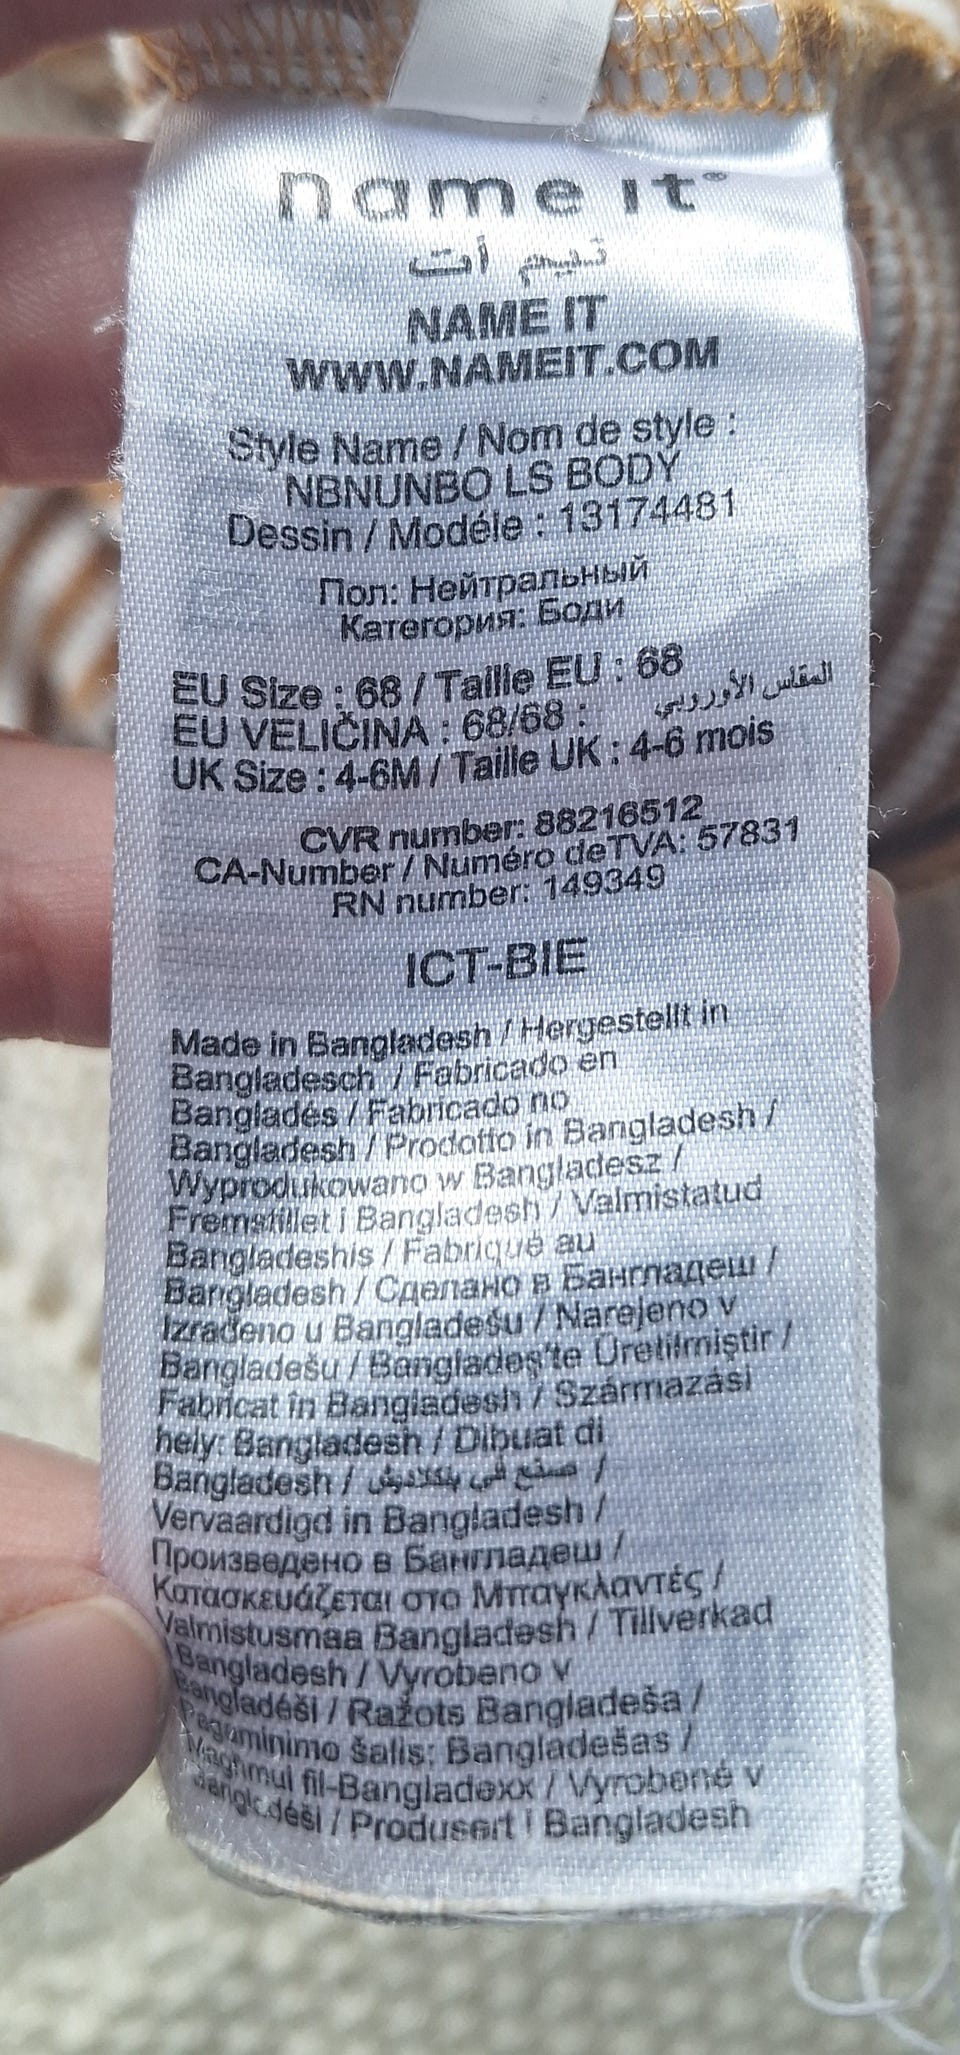 name it®
نيم أت
NAME IT
WWW.NAMEIT.COM
Style Name / Nom de style :
NBNUNBO LS BODY
Dessin / Modéle : 13174481
Пол: Нейтральный
Категория: Боди
EU Size : 68 / Taille EU : 68
EU VELIČINA : 68/68 : المقاس الأوروبي
UK Size : 4-6M / Taille UK : 4-6 mois
CVR number: 88216512
CA-Number / Numéro deTVA: 57831
RN number: 149349
ICT-BIE
Made in Bangladesh / Hergestellt in
Bangladesch / Fabricado en
Bangladés / Fabricado no
Bangladesh / Prodotto in Bangladesh /
Wyprodukowano w Bangladesz /
Fremstillet i Bangladesh / Valmistatud
Bangladeshis / Fabriqué au
Bangladesh / Сделано в Бангладеш /
Izrađeno u Bangladešu / Narejeno v
Bangladešu / Bangladeş'te Üretilmiştir /
Fabricat în Bangladesh / Származási
hely: Bangladesh / Dibuat di
Bangladesh / صنع في بنغلاديش /
Vervaardigd in Bangladesh /
Произведено в Бангладеш /
Κατασκευάζεται στο Μπαγκλαντές /
Valmistusmaa Bangladesh / Tillverkad
Bangladesh / Vyrobeno v
Bangladéši / Ražots Bangladeša /
Pagaminimo šalis: Bangladešas /
Magħmul fil-Bangladexx / Vyrobené v
Bangladéši / Produsert i Bangladesh